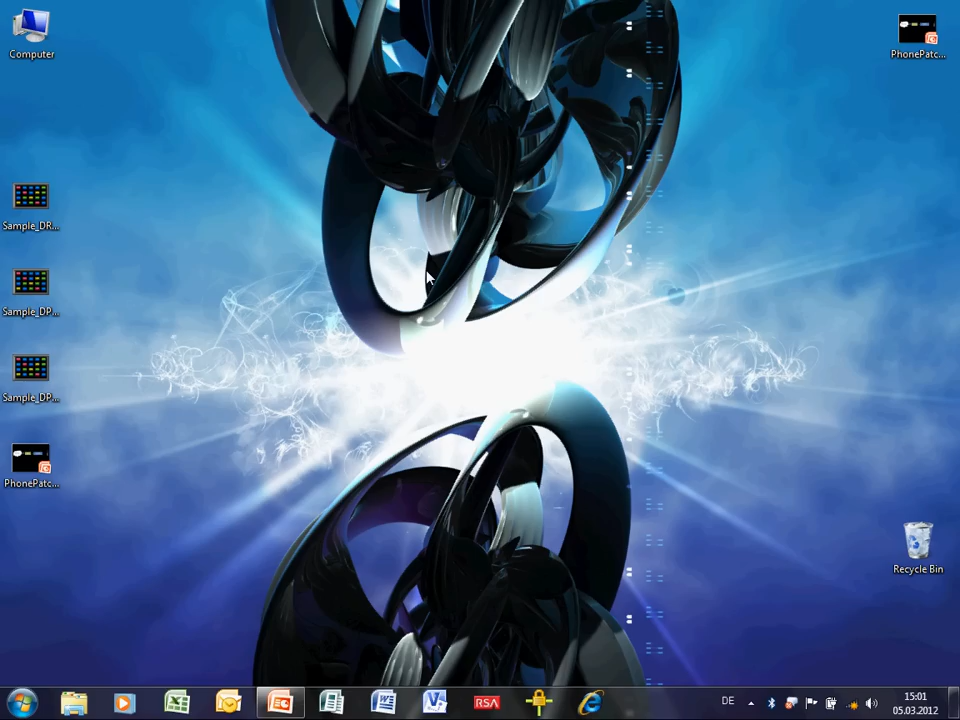 Computer
PhonePatc...
Sample_DR...
Sample_DP...
Sample_DP...
PhonePatc...
Recycle Bin
RSA
DE
15:01
05.03.2012